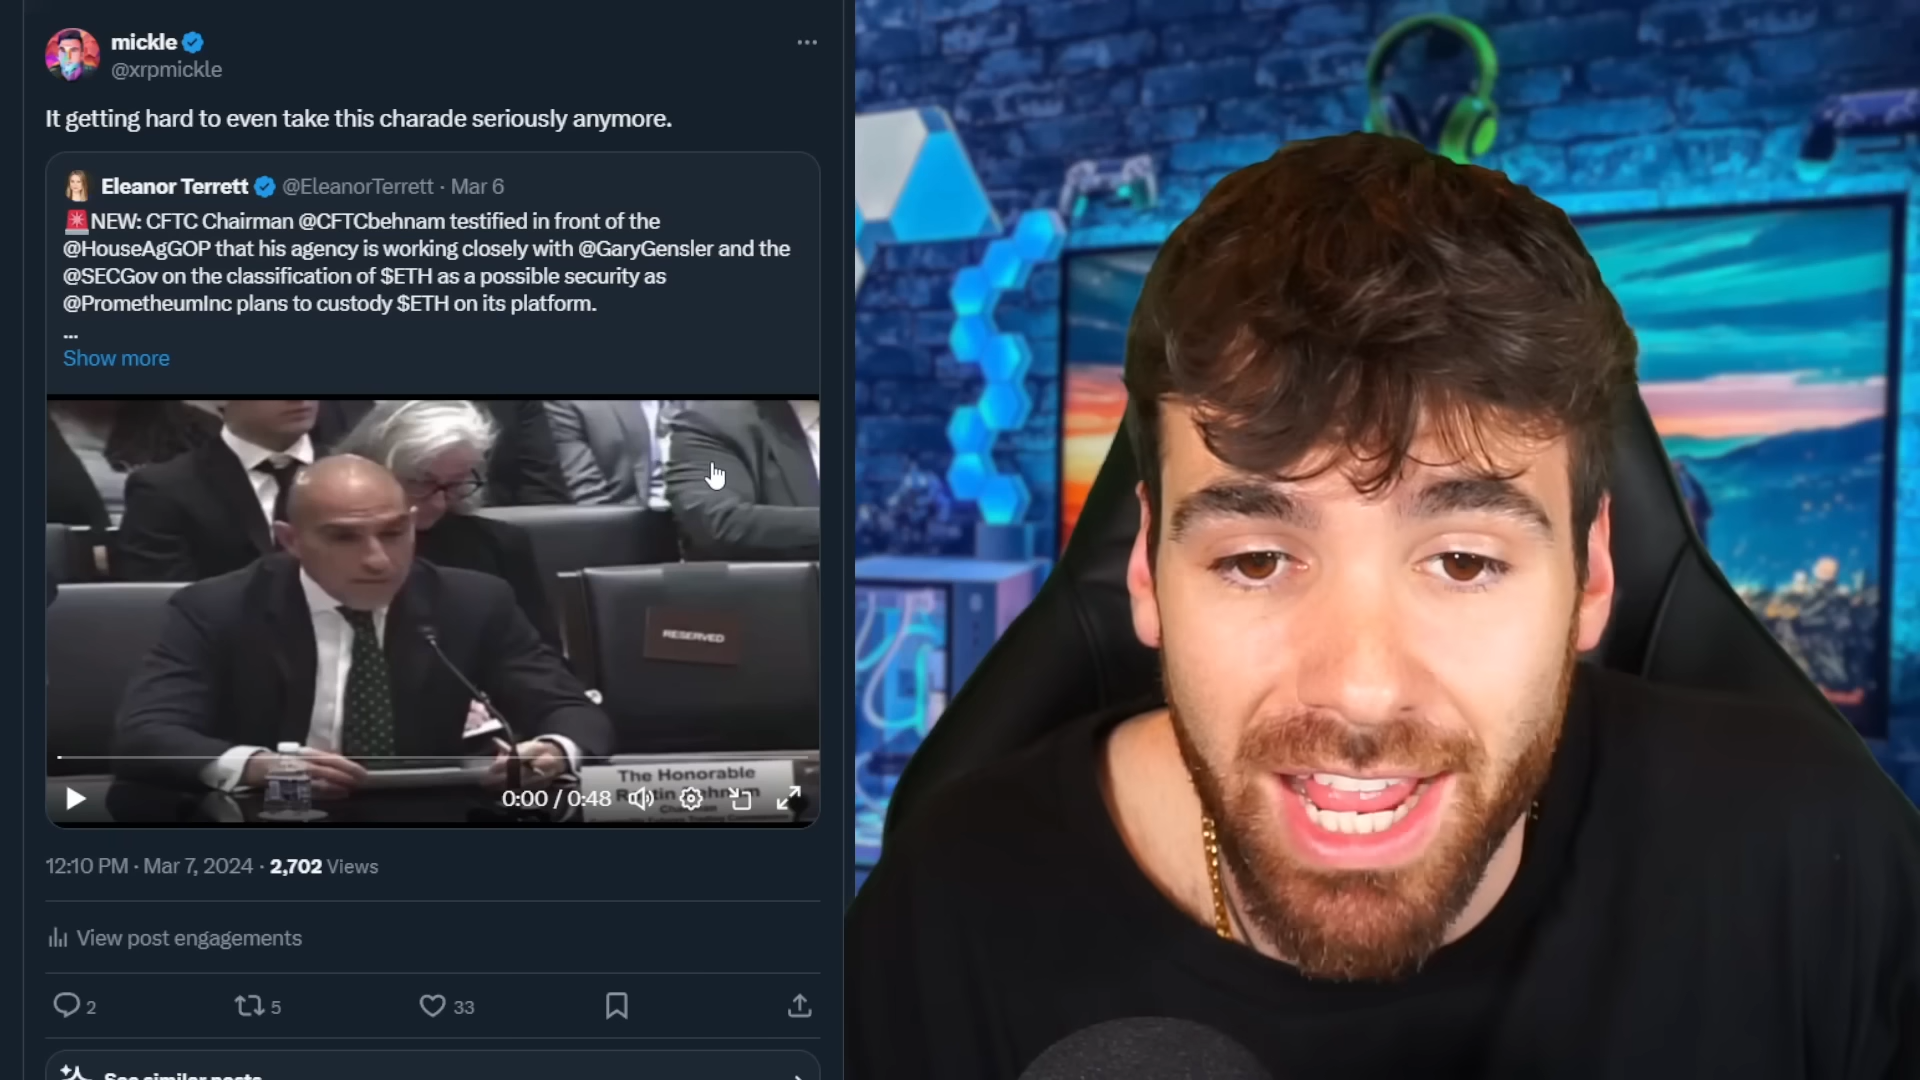 mickle
@xrpmickle
It getting hard to even take this charade seriously anymore.
Eleanor Terrett @EleanorTerrett · Mar 6
🚨NEW: CFTC Chairman @CFTCbehnam testified in front of the
@HouseAgGOP that his agency is working closely with @GaryGensler and the
@SECGov on the classification of $ETH as a possible security as
@PrometheumInc plans to custody $ETH on its platform.
...
Show more
RESERVED
The Honorable
0:00 / 0:48
12:10 PM · Mar 7, 2024 · 2,702 Views
View post engagements
2 5 33
See similar posts